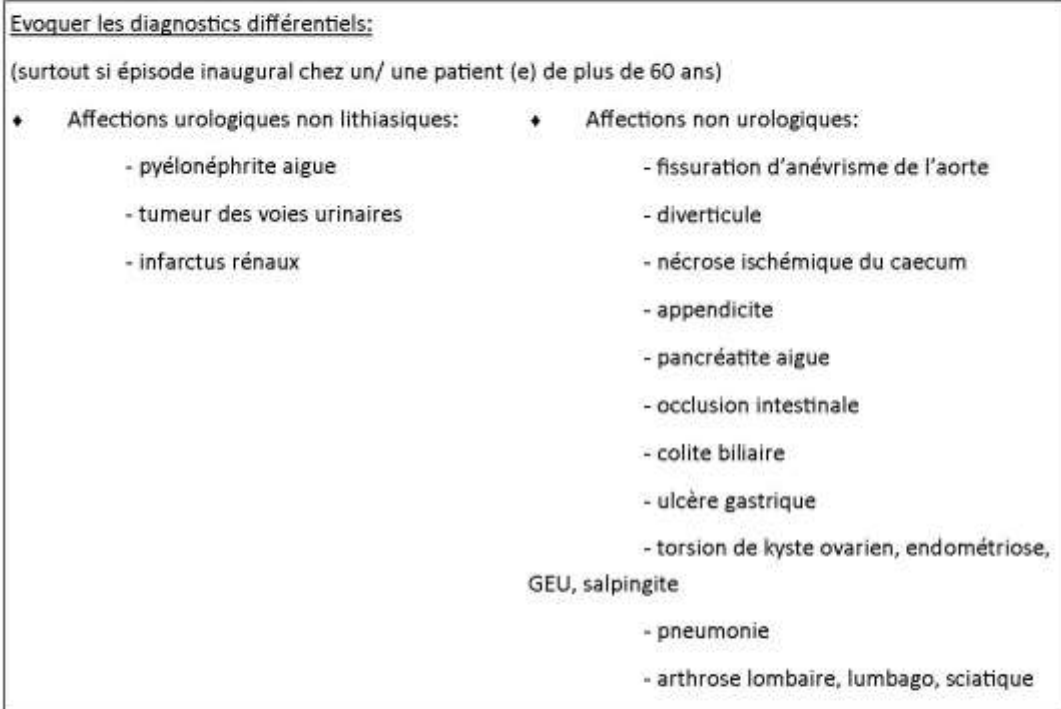 Evoquer les diagnostics différentiels:
(surtout si épisode inaugural chez un/ une patient (e) de plus de 60 ans)
♦ Affections urologiques non lithiasiques:
- pyélonéphrite aigue
- tumeur des voies urinaires
- infarctus rénaux
♦ Affections non urologiques:
- fissuration d'anévrisme de l'aorte
- diverticule
- nécrose ischémique du caecum
- appendicite
- pancréatite aigue
- occlusion intestinale
- colite biliaire
- ulcère gastrique
- torsion de kyste ovarien, endométriose,
GEU, salpingite
- pneumonie
- arthrose lombaire, lumbago, sciatique